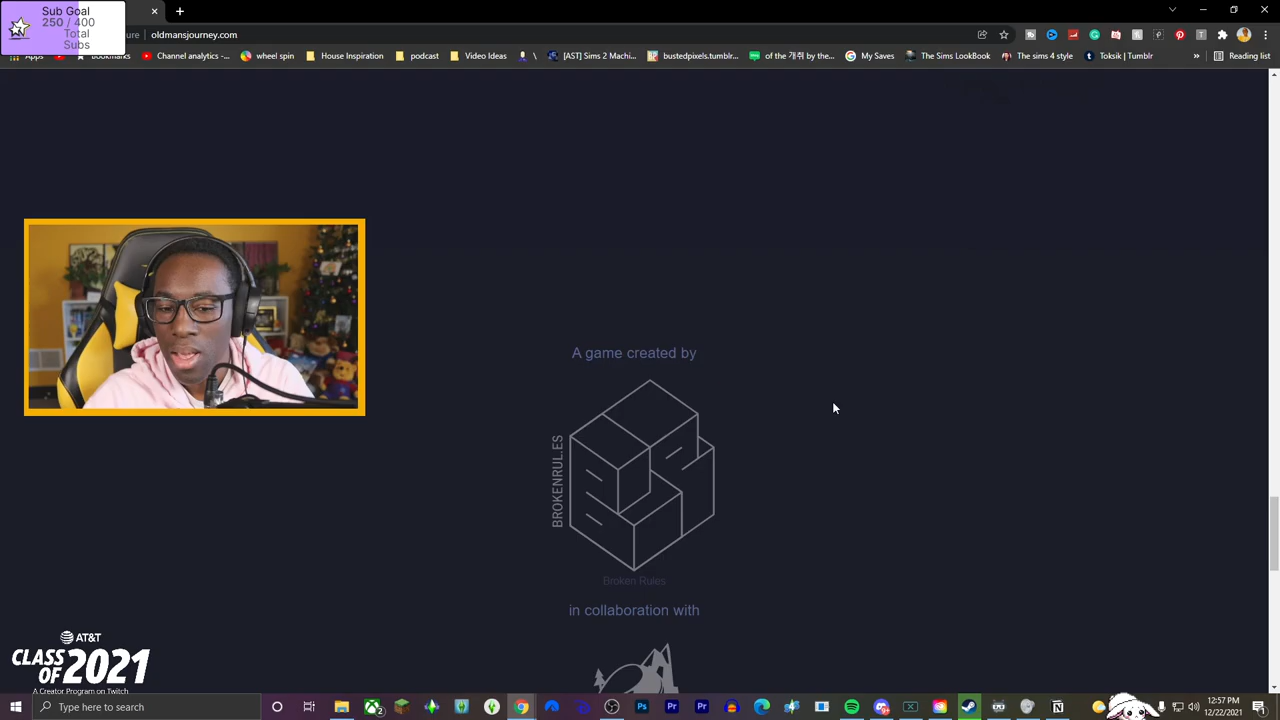 Sub Goal
250 / 400
Total
Subs
ure
oldmansjourney.com
Apps
Bookmarks
Channel analytic -...
wheel spin
House Inspiration
podcast
Video Ideas
\
[AST] Sims 2 Machi...
bustedpixels.tumblr...
My Saves
The Sims LookBook
The sims 4 style
Toksik | Tumblr
»
Reading list
A game created by
BROKENRUL.ES
Broken Rules
in collaboration with
AT&T
CLASS
OF 2021
A Creator Program on Twitch
Type here to search
12:57 PM
12/22/2021